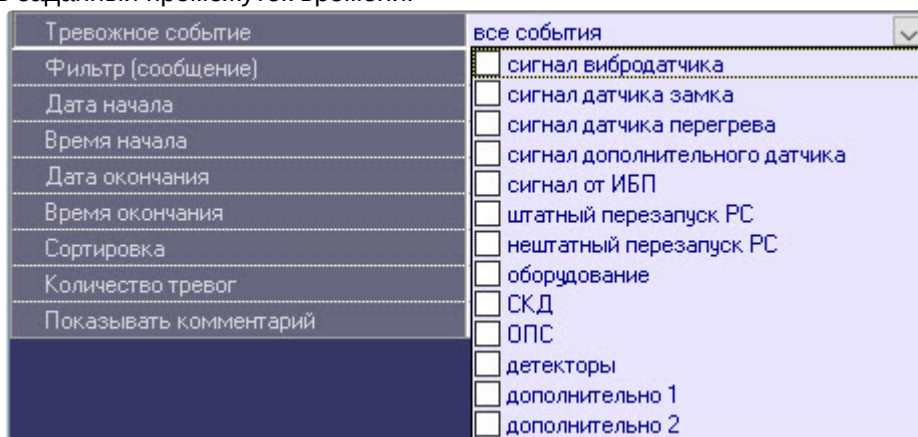 в заданный промежуток времени.
Тревожное событие
все события
Фильтр (сообщение)
Дата начала
Время начала
Дата окончания
Время окончания
Сортировка
Количество тревог
Показывать комментарий
сигнал вибродатчика
сигнал датчика замка
сигнал датчика перегрева
сигнал дополнительного датчика
сигнал от ИБП
штатный перезапуск PC
нештатный перезапуск PC
оборудование
СКД
ОПС
детекторы
дополнительно 1
дополнительно 2